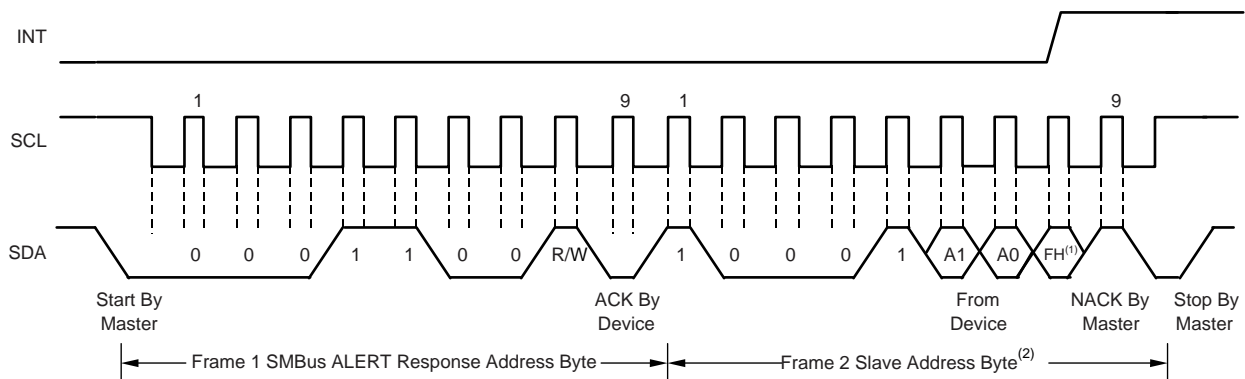 INT
1 9 1 9
SCL
SDA
0 0 0 1 1 0 0 R/W 1 0 0 0 1 A1 A0 FH(1)
Start By
Master
ACK By
Device
From
Device
NACK By
Master
Stop By
Master
Frame 1 SMBus ALERT Response Address Byte
Frame 2 Slave Address Byte(2)